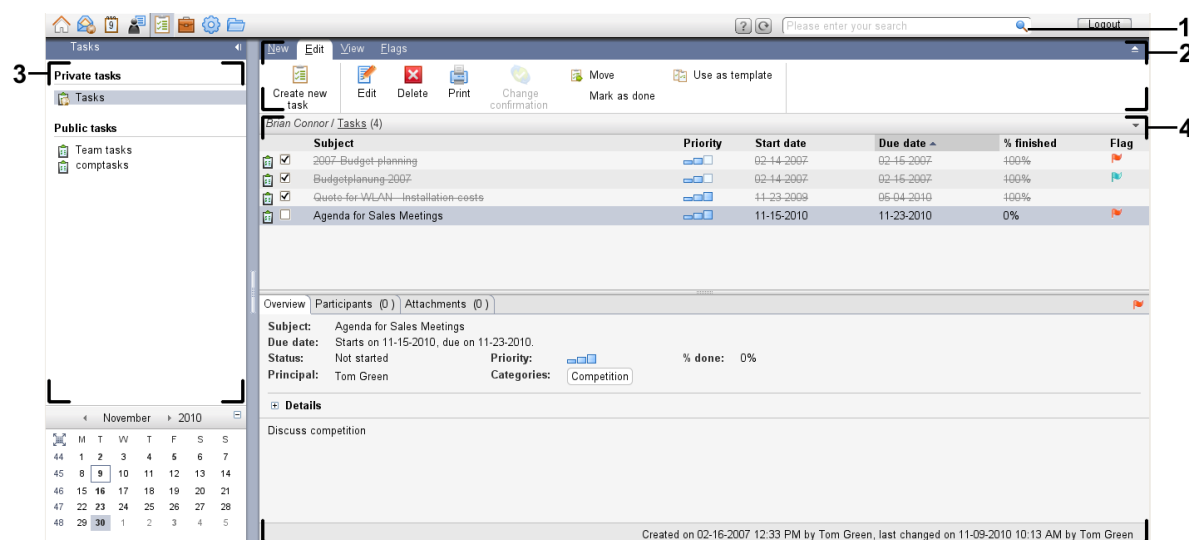 9
? Please enter your search Logout 1
Tasks
New Edit View Flags 2
3 Private tasks
Tasks
Public tasks
Team tasks
comptasks
Create new task Edit Delete Print Change confirmation Move Mark as done Use as template
Brian Connor / Tasks (4) 4
Subject Priority Start date Due date % finished Flag
2007 Budget planning 02-14-2007 02-15-2007 100%
Budgetplanung 2007 02-14-2007 02-15-2007 100%
Quote for WLAN - Installation costs 11-23-2009 05-04-2010 100%
Agenda for Sales Meetings 11-15-2010 11-23-2010 0%
Overview Participants (0) Attachments (0)
Subject: Agenda for Sales Meetings
Due date: Starts on 11-15-2010, due on 11-23-2010.
Status: Not started Priority: % done: 0%
Principal: Tom Green Categories: Competition
Details
Discuss competition
November 2010
M T W T F S S
44 1 2 3 4 5 6 7
45 8 9 10 11 12 13 14
46 15 16 17 18 19 20 21
47 22 23 24 25 26 27 28
48 29 30 1 2 3 4 5
Created on 02-16-2007 12:33 PM by Tom Green, last changed on 11-09-2010 10:13 AM by Tom Green